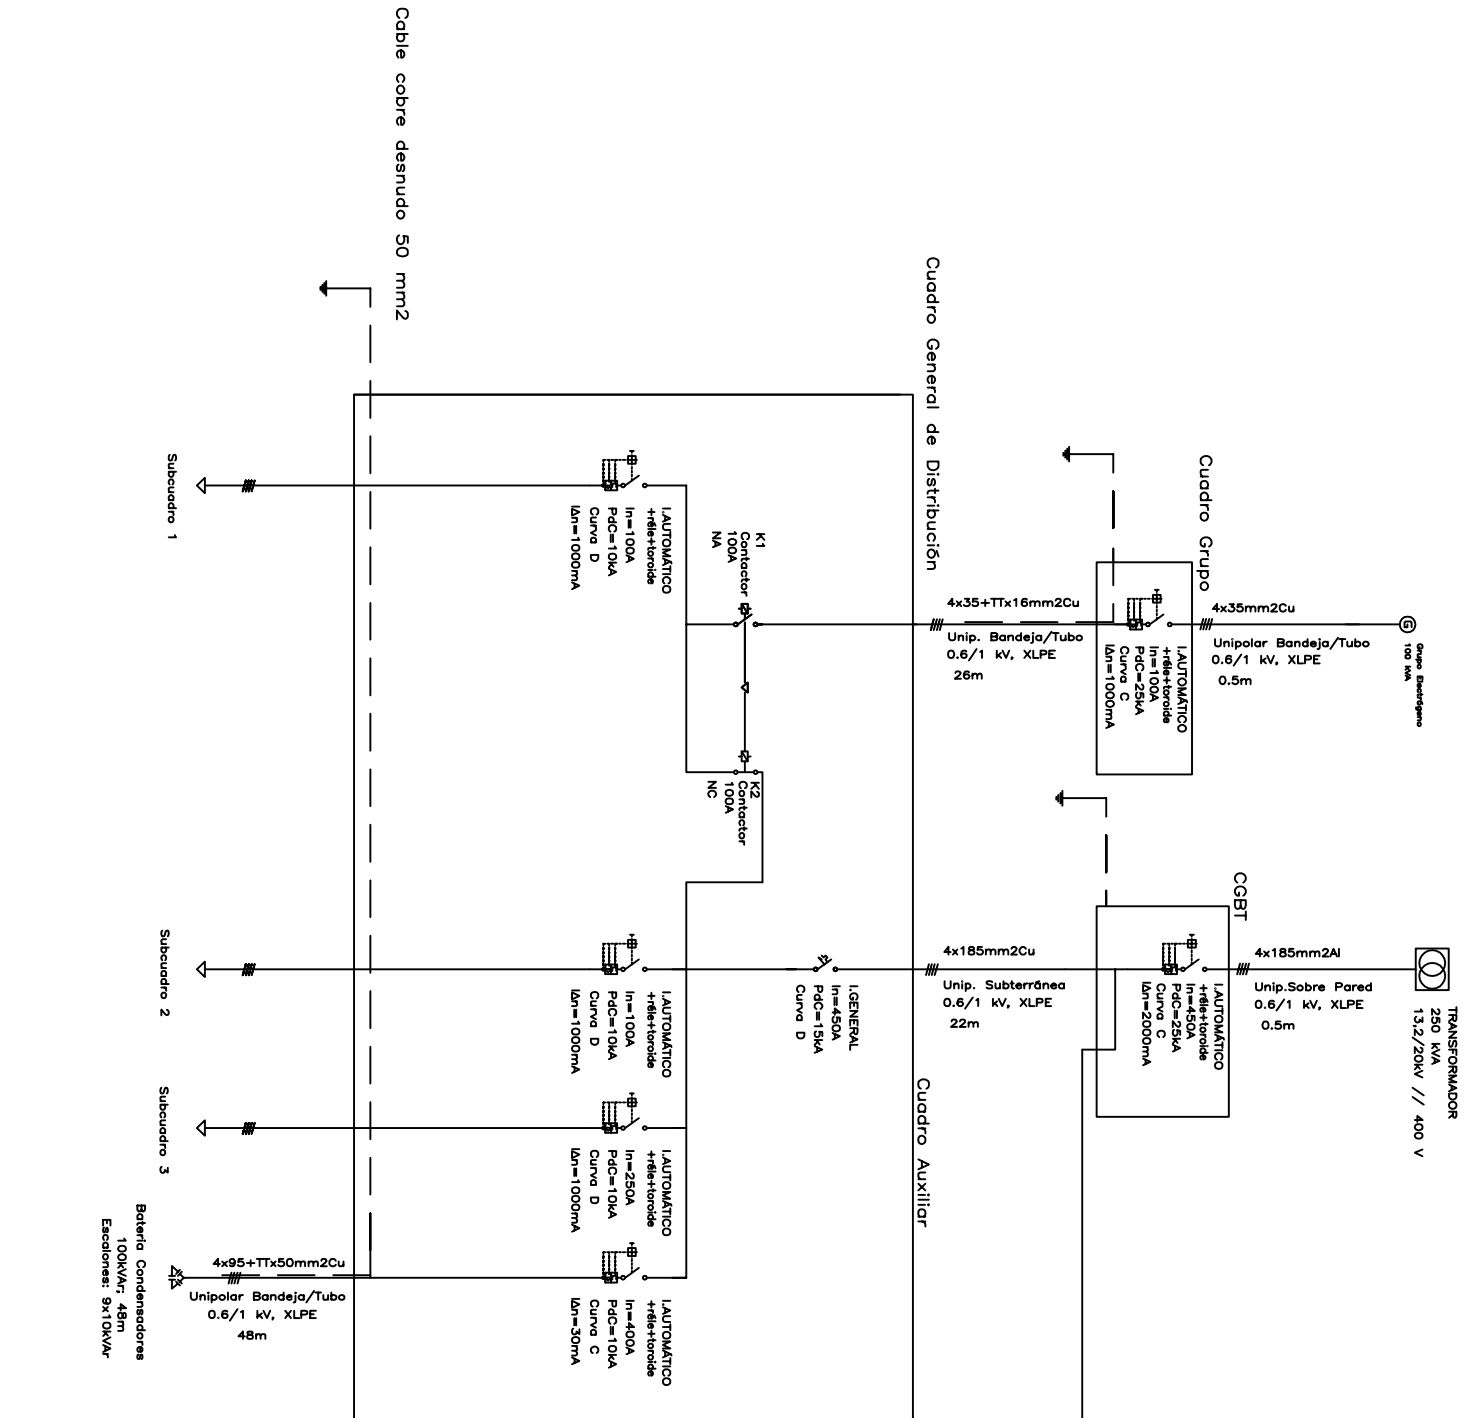 Cable cobre desnudo 50 mm2
Cuadro General de Distribución
Cuadro Grupo
4x35mm2Cu
Unipolar Bandeja/Tubo
0.6/1 kV, XLPE
0.5m
Grupo Electrógeno
100 kVA
I.AUTOMÁTICO
+réle+toroide
In=100A
PdC=25kA
Curva C
IΔn=1000mA
4x35+TTx16mm2Cu
Unip. Bandeja/Tubo
0.6/1 kV, XLPE
26m
K1
Contactor
100A
NA
K2
Contactor
100A
NC
I.AUTOMÁTICO
+réle+toroide
In=100A
PdC=10kA
Curva D
IΔn=1000mA
Subcuadro 1
CGBT
TRANSFORMADOR
250 kVA
13,2/20kV // 400 V
4x185mm2Al
Unip.Sobre Pared
0.6/1 kV, XLPE
0.5m
I.AUTOMÁTICO
+réle+toroide
In=450A
PdC=25kA
Curva C
IΔn=2000mA
4x185mm2Cu
Unip. Subterránea
0.6/1 kV, XLPE
22m
I.GENERAL
In=450A
PdC=15kA
Curva D
Cuadro Auxiliar
I.AUTOMÁTICO
+réle+toroide
In=100A
PdC=10kA
Curva D
IΔn=1000mA
Subcuadro 2
I.AUTOMÁTICO
+réle+toroide
In=250A
PdC=10kA
Curva D
IΔn=1000mA
Subcuadro 3
I.AUTOMÁTICO
+réle+toroide
In=400A
PdC=10kA
Curva C
IΔn=30mA
4x95+TTx50mm2Cu
Unipolar Bandeja/Tubo
0.6/1 kV, XLPE
48m
Bateria Condensadores
100kVAr; 48m
Escalones: 9x10kVAr
G